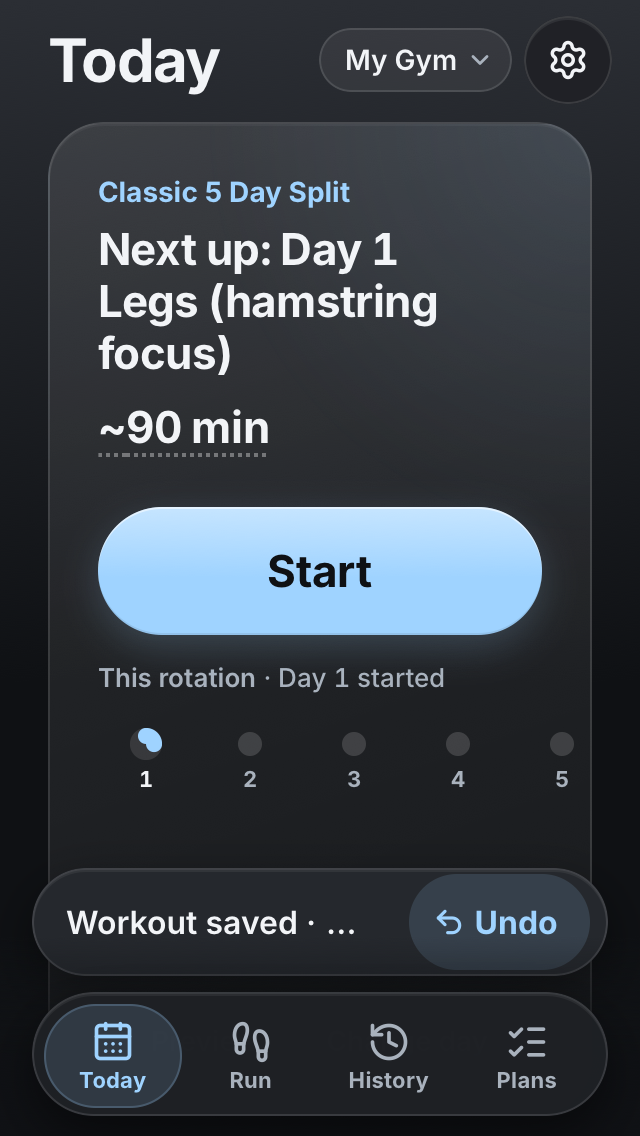 Today
My Gym
Classic 5 Day Split
Next up: Day 1
Legs (hamstring
focus)
~90 min
Start
This rotation · Day 1 started
1 2 3 4 5
Workout saved · ...
Undo
Today Run History Plans